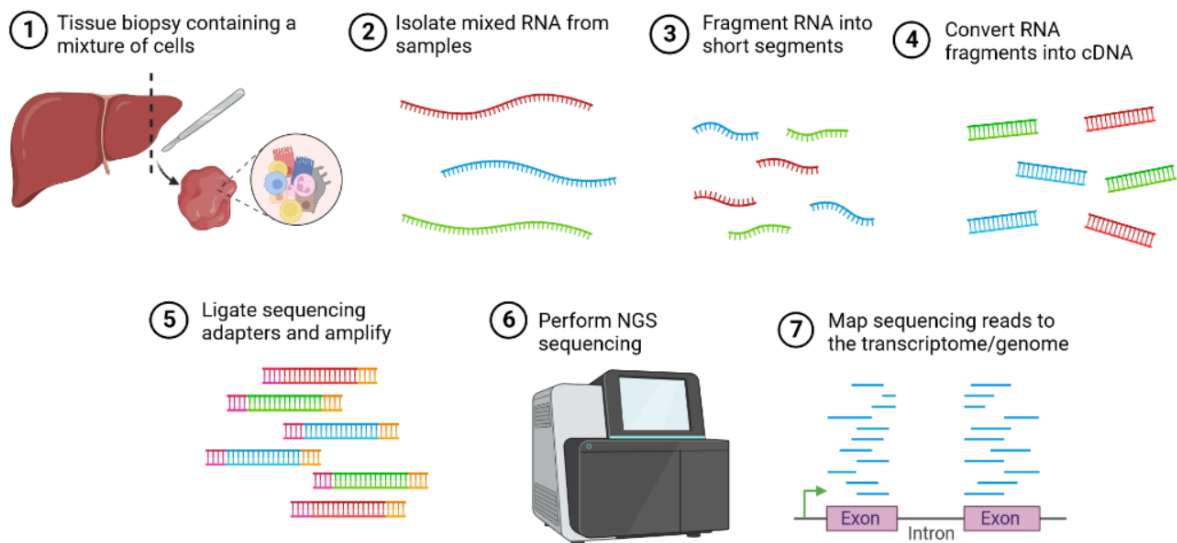 1 Tissue biopsy containing a
mixture of cells
2 Isolate mixed RNA from
samples
3 Fragment RNA into
short segments
4 Convert RNA
fragments into cDNA
5 Ligate sequencing
adapters and amplify
6 Perform NGS
sequencing
7 Map sequencing reads to
the transcriptome/genome
Exon
Intron
Exon